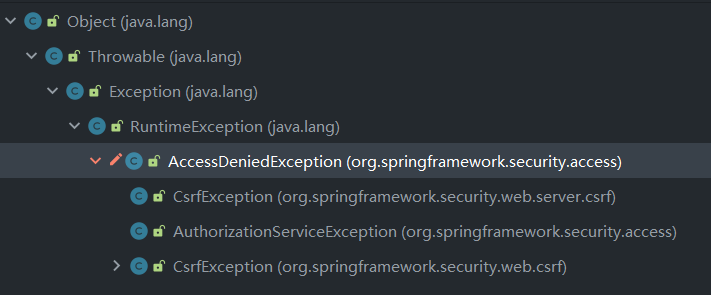 Object (java.lang)
Throwable (java.lang)
Exception (java.lang)
RuntimeException (java.lang)
AccessDeniedException (org.springframework.security.access)
CsrfException (org.springframework.security.web.server.csrf)
AuthorizationServiceException (org.springframework.security.access)
CsrfException (org.springframework.security.web.csrf)